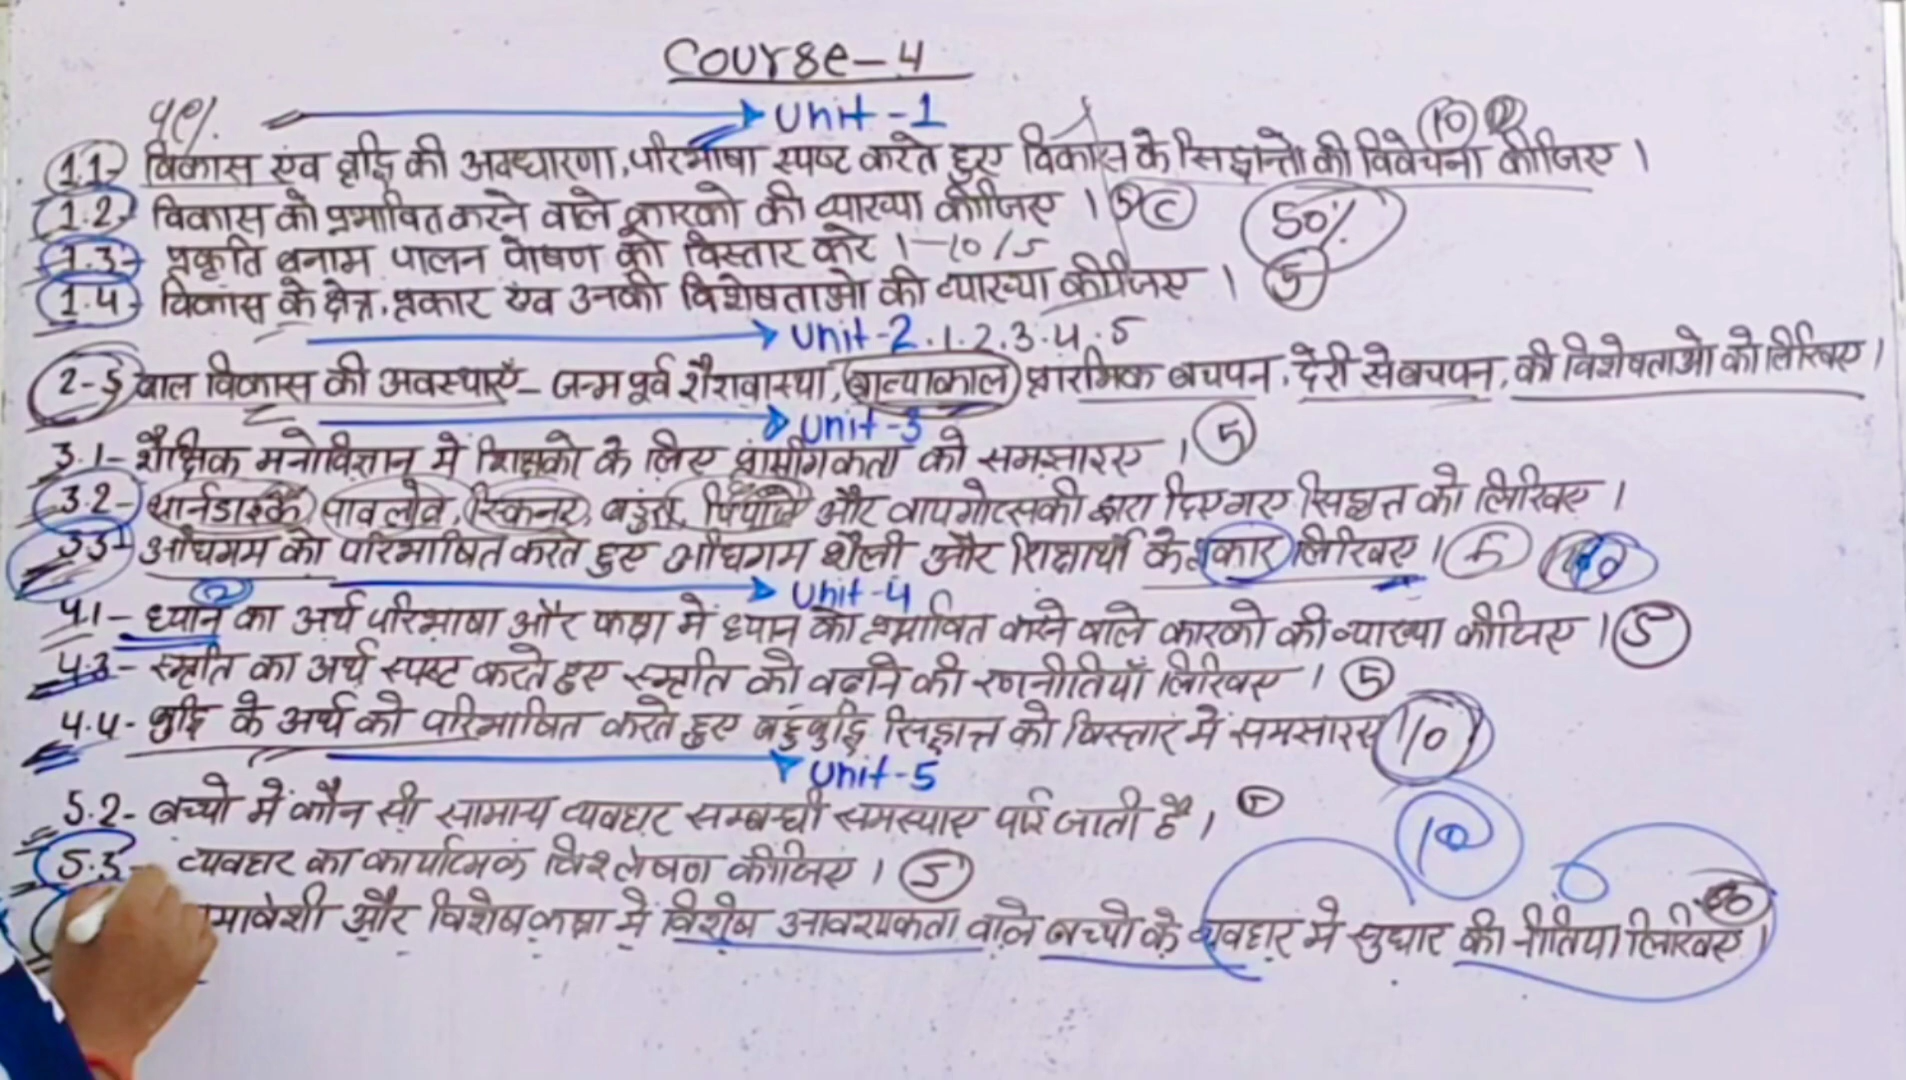 Course-4
Unit-1
1.1- विकास एवं वृद्धि की अवधारणा, परिभाषा स्पष्ट करते हुए विकास के सिद्धान्तो की विवेचना कीजिए । 10
1.2- विकास को प्रभावित करने वाले कारको की व्याख्या कीजिए । 5 C 50%
1.3- प्रकृति बनाम पालन पोषण को विस्तार करे । -10/5
1.4- विकास के क्षेत्र, प्रकार एवं उनकी विशेषताओ की व्याख्या कीजिए । 5
Unit-2.1.2.3.4.5
2-5 बाल विकास की अवस्थाएँ - जन्म पूर्व शैशवास्था, बाल्याकाल प्रारंभिक बचपन, देरी से बचपन, की विशेषताओ को लिखिए ।
Unit-3
3.1- शैक्षिक मनोविज्ञान में शिक्षको के लिए प्रासंगिकता को समझाइए । 5
3.2- थार्नडाइक, पावलोव, स्किनर, बडुरा, पियाजे और वायगोत्सकी द्वारा दिए गए सिद्धात्त को लिखिए ।
3.3- अधिगम को परिभाषित करते हुए अधिगम शैली और शिक्षार्थी के प्रकार लिखिए । 5
Unit-4
4.1- ध्यान का अर्थ परिभाषा और कक्षा में ध्यान को प्रभावित करने वाले कारको की व्याख्या कीजिए । 5
4.3- स्मृति का अर्थ स्पष्ट करते हुए स्मृति को बढाने की रणनीतियाँ लिखिए । 5
4.4- बुद्धि के अर्थ को परिभाषित करते हुए बहुबुद्धि सिद्धात्त को विस्तार में समझाइए 10
Unit-5
5.2- बच्चो में कौन सी सामान्य व्यवहार सम्बन्धी समस्याए पाई जाती है ।
5.3- व्यवहार का कार्यात्मक विश्लेषण कीजिए । 5 10
मावेशी और विशेष कक्षा में विशेष आवश्यकता वाले बच्चो के व्यवहार में सुधार की नीतिया लिखिए ।